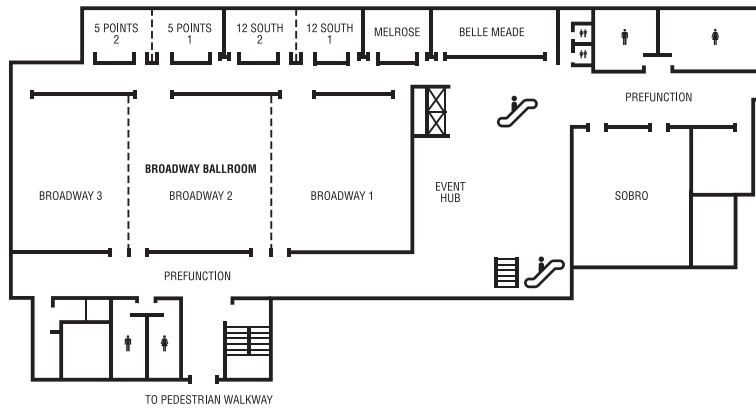 5 POINTS
2
5 POINTS
1
12 SOUTH
2
12 SOUTH
1
MELROSE
BELLE MEADE
PREFUNCTION
BROADWAY BALLROOM
BROADWAY 3
BROADWAY 2
BROADWAY 1
EVENT
HUB
SOBRO
PREFUNCTION
TO PEDESTRIAN WALKWAY